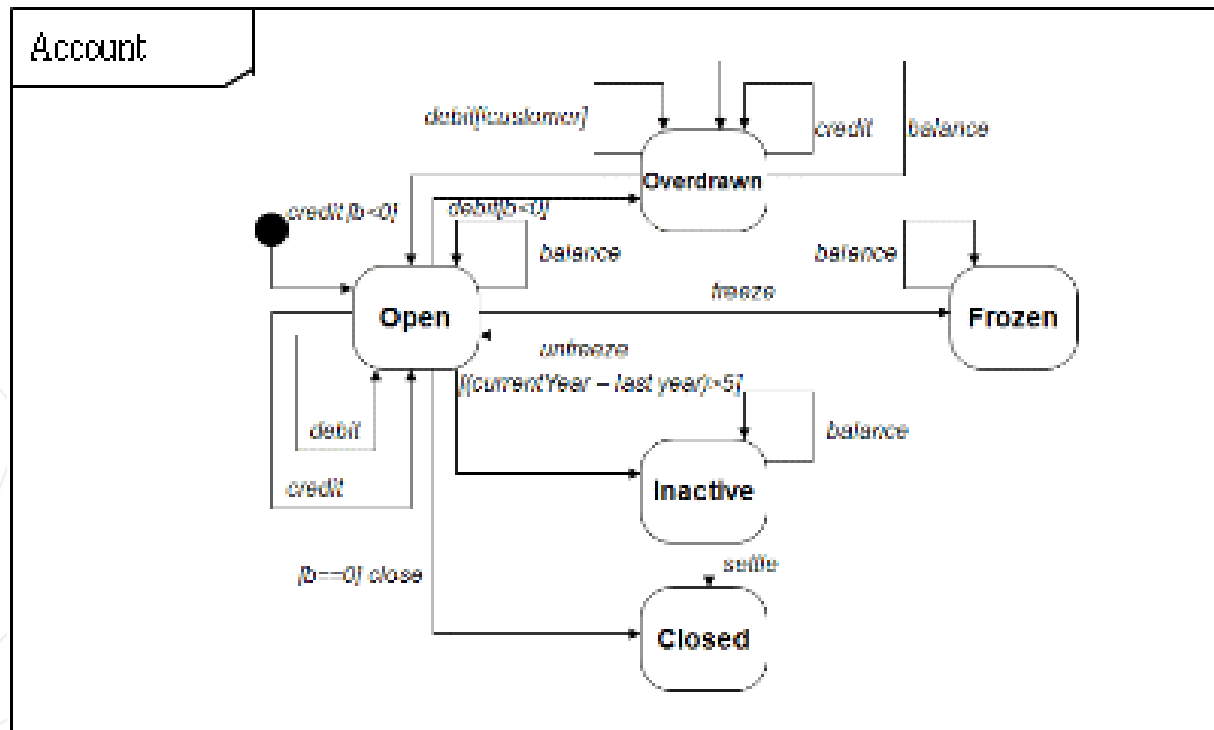 Account
debit[!customer]
credit
balance
Overdrawn
credit [b<0]
debit[b<0]
balance
balance
freeze
Open
Frozen
unfreeze
[(currentYear – last year)>5]
debit
balance
credit
Inactive
settle
[b==0] close
Closed